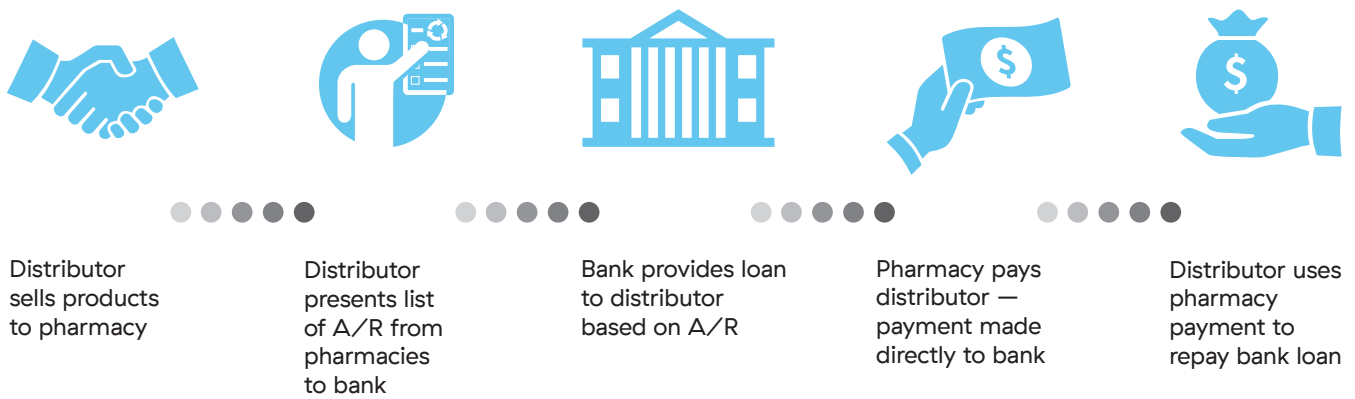 $
$
Distributor
sells products
to pharmacy
Distributor
presents list
of A/R from
pharmacies
to bank
Bank provides loan
to distributor
based on A/R
Pharmacy pays
distributor —
payment made
directly to bank
Distributor uses
pharmacy
payment to
repay bank loan